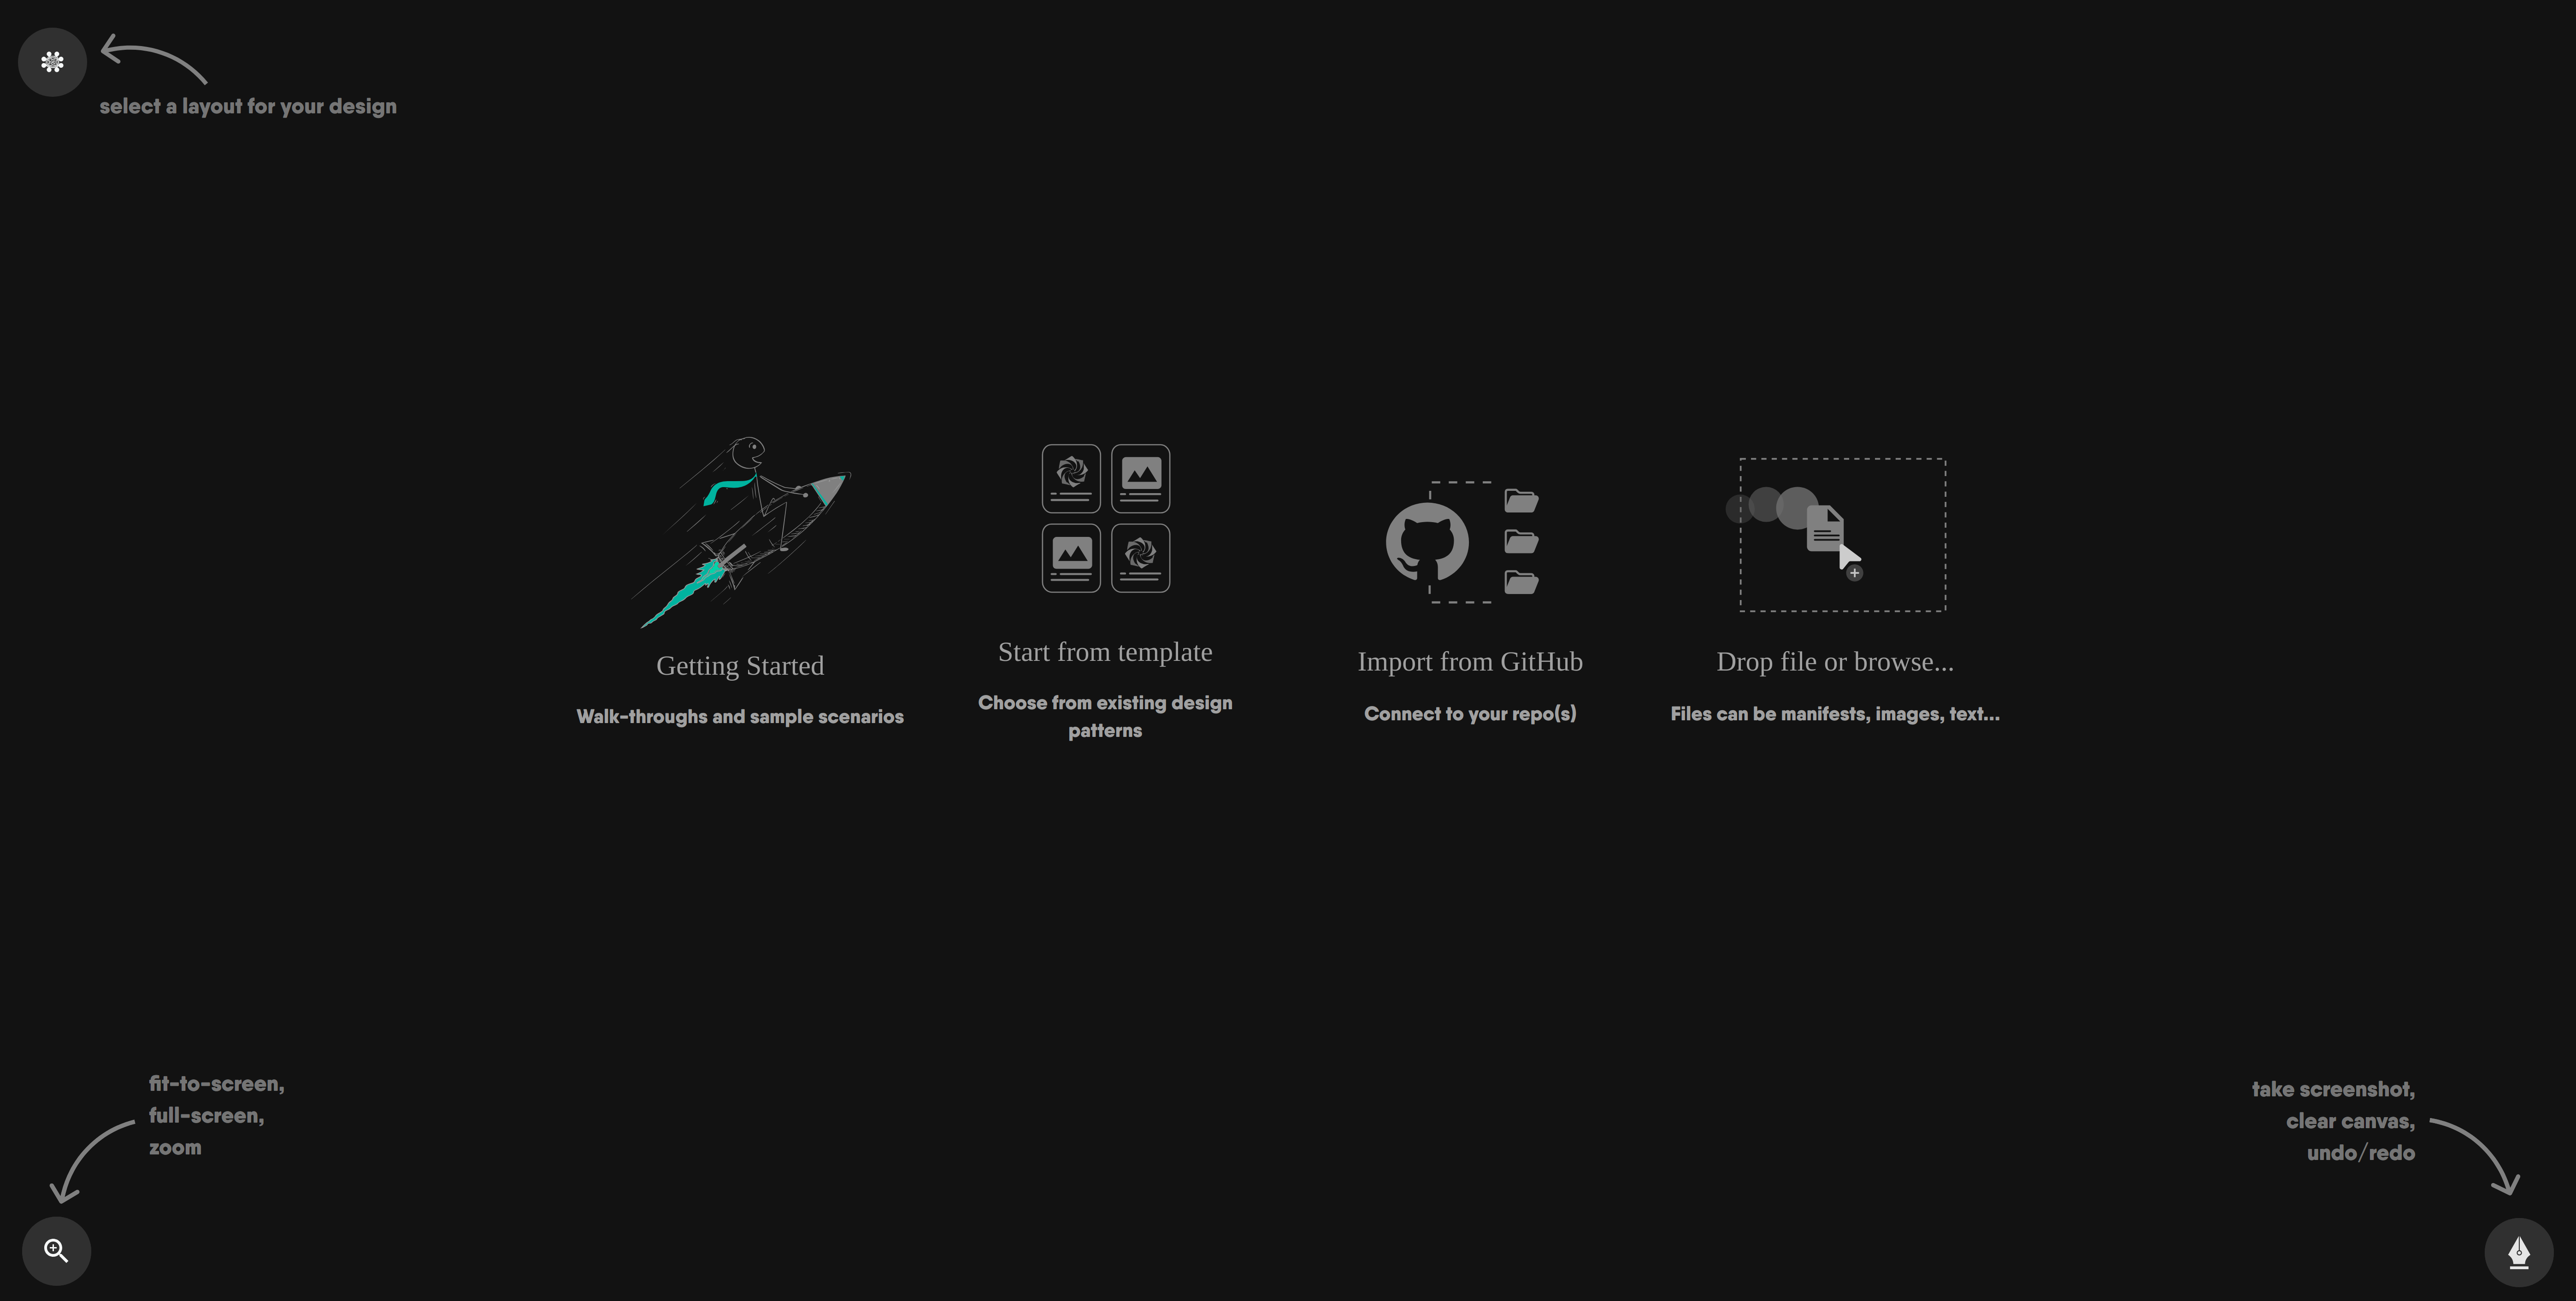 select a layout for your design
Getting Started
Walk-throughs and sample scenarios
Start from template
Choose from existing design
patterns
Import from GitHub
Connect to your repo(s)
Drop file or browse...
Files can be manifests, images, text...
fit-to-screen,
full-screen,
zoom
take screenshot,
clear canvas,
undo/redo